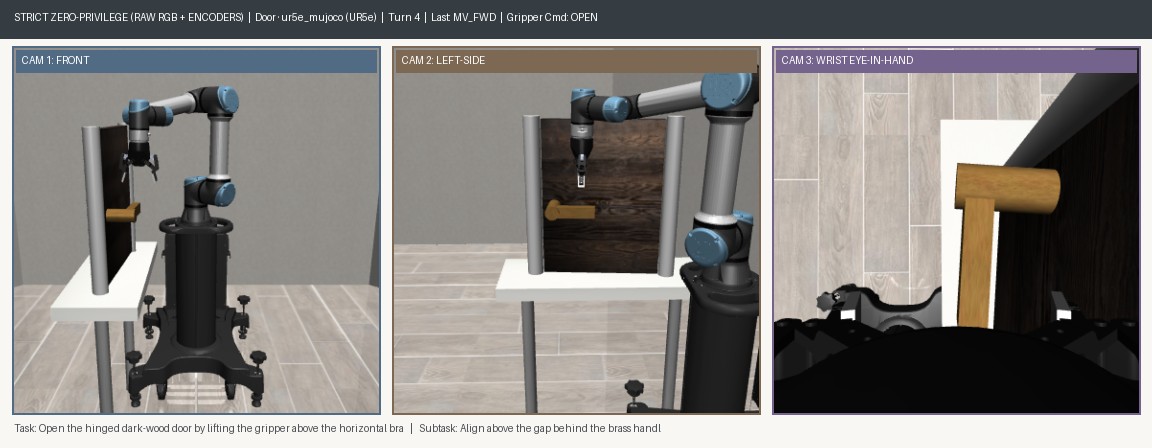 STRICT ZERO-PRIVILEGE (RAW RGB + ENCODERS) | Door · ur5e_mujoco (UR5e) | Turn 4 | Last MV_FWD | Gripper Cmd: OPEN
CAM 1: FRONT
CAM 2: LEFT-SIDE
CAM 3: WRIST EYE-IN-HAND
Task: Open the hinged dark-wood door by lifting the gripper above the horizontal bra | Subtask: Align above the gap behind the brass handl